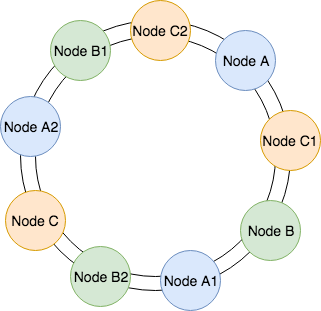 Node C2
Node B1
Node A
Node A2
Node C1
Node C
Node B
Node B2
Node A1